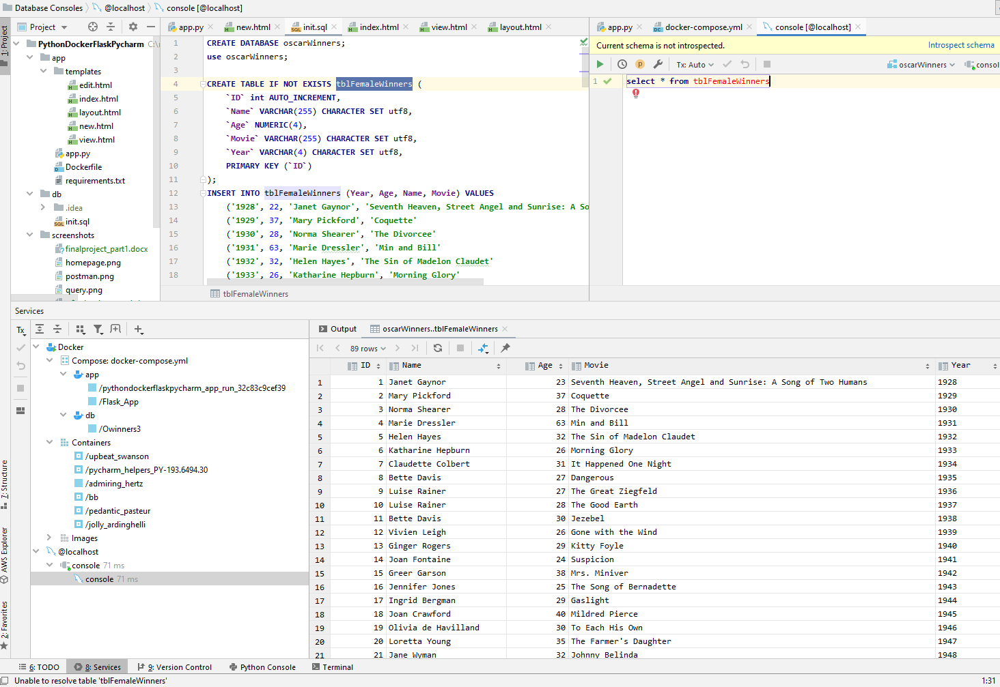 Database Consoles @localhost console [@localhost]
1: Project
Project
PythonDockerFlaskPycharm
app
templates
edit.html
index.html
layout.html
new.html
view.html
app.py
Dockerfile
requirements.txt
db
.idea
init.sql
screenshots
finalproject_part1.docx
homepage.png
postman.png
query.png
app.py new.html init.sql index.html view.html layout.html
1 CREATE DATABASE oscarWinners;
2 use oscarWinners;
3
4 CREATE TABLE IF NOT EXISTS tblFemaleWinners (
5 `ID` int AUTO_INCREMENT,
6 `Name` VARCHAR(255) CHARACTER SET utf8,
7 `Age` NUMERIC(4),
8 `Movie` VARCHAR(255) CHARACTER SET utf8,
9 `Year` VARCHAR(4) CHARACTER SET utf8,
10 PRIMARY KEY (`ID`)
11 );
12 INSERT INTO tblFemaleWinners (Year, Age, Name, Movie) VALUES
13 ('1928', 22, 'Janet Gaynor', 'Seventh Heaven, Street Angel and Sunrise: A So
14 ('1929', 37, 'Mary Pickford', 'Coquette'
15 ('1930', 28, 'Norma Shearer', 'The Divorcee'
16 ('1931', 63, 'Marie Dressler', 'Min and Bill'
17 ('1932', 32, 'Helen Hayes', 'The Sin of Madelon Claudet'
18 ('1933', 26, 'Katharine Hepburn', 'Morning Glory'
tblFemaleWinners
app.py docker-compose.yml console [@localhost]
Current schema is not introspected. Introspect schema
Tx: Auto oscarWinners consol
1 select * from tblFemaleWinners
Services
Tx
Docker
Compose: docker-compose.yml
app
/pythondockerflaskpycharm_app_run_32c83c9cef39
/Flask_App
db
/Owinners3
Containers
/upbeat_swanson
/pycharm_helpers_PY-193.6494.30
/admiring_hertz
/bb
/pedantic_pasteur
/jolly_ardinghelli
Images
@localhost
console 71 ms
console 71 ms
7: Structure
AWS Explorer
2: Favorites
Output oscarWinners..tblFemaleWinners
89 rows
ID Name Age Movie Year
1 1 Janet Gaynor 23 Seventh Heaven, Street Angel and Sunrise: A Song of Two Humans 1928
2 2 Mary Pickford 37 Coquette 1929
3 3 Norma Shearer 28 The Divorcee 1930
4 4 Marie Dressler 63 Min and Bill 1931
5 5 Helen Hayes 32 The Sin of Madelon Claudet 1932
6 6 Katharine Hepburn 26 Morning Glory 1933
7 7 Claudette Colbert 31 It Happened One Night 1934
8 8 Bette Davis 27 Dangerous 1935
9 9 Luise Rainer 27 The Great Ziegfeld 1936
10 10 Luise Rainer 28 The Good Earth 1937
11 11 Bette Davis 30 Jezebel 1938
12 12 Vivien Leigh 26 Gone with the Wind 1939
13 13 Ginger Rogers 29 Kitty Foyle 1940
14 14 Joan Fontaine 24 Suspicion 1941
15 15 Greer Garson 38 Mrs. Miniver 1942
16 16 Jennifer Jones 25 The Song of Bernadette 1943
17 17 Ingrid Bergman 29 Gaslight 1944
18 18 Joan Crawford 40 Mildred Pierce 1945
19 19 Olivia de Havilland 30 To Each His Own 1946
20 20 Loretta Young 35 The Farmer's Daughter 1947
21 21 Jane Wyman 32 Johnny Belinda 1948
6: TODO 8: Services 9: Version Control Python Console Terminal
Unable to resolve table 'tblFemaleWinners' 1:31